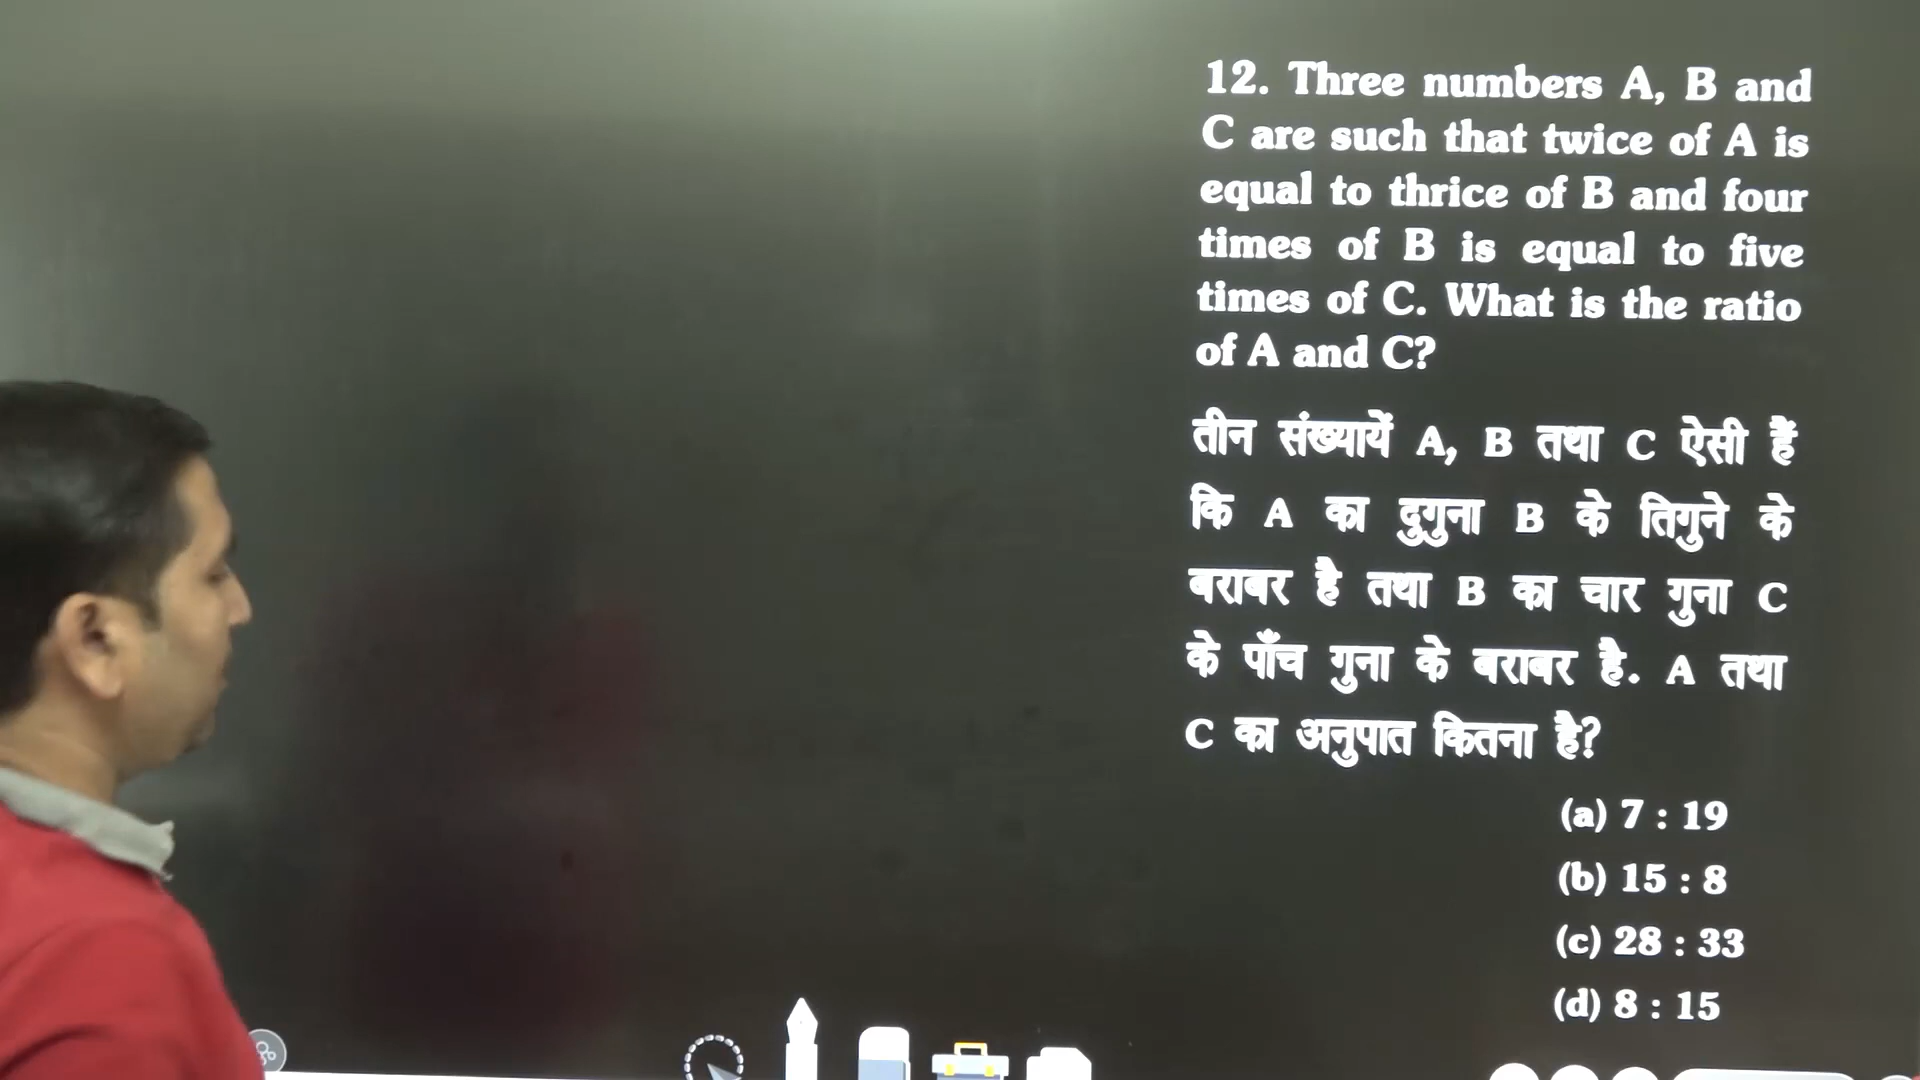 12. Three numbers A, B and
C are such that twice of A is
equal to thrice of B and four
times of B is equal to five
times of C. What is the ratio
of A and C?
तीन संख्यायें A, B तथा C ऐसी हैं
कि A का दुगुना B के तिगुने के
बराबर है तथा B का चार गुना C
के पाँच गुना के बराबर है. A तथा
C का अनुपात कितना है?
(a) 7 : 19
(b) 15 : 8
(c) 28 : 33
(d) 8 : 15